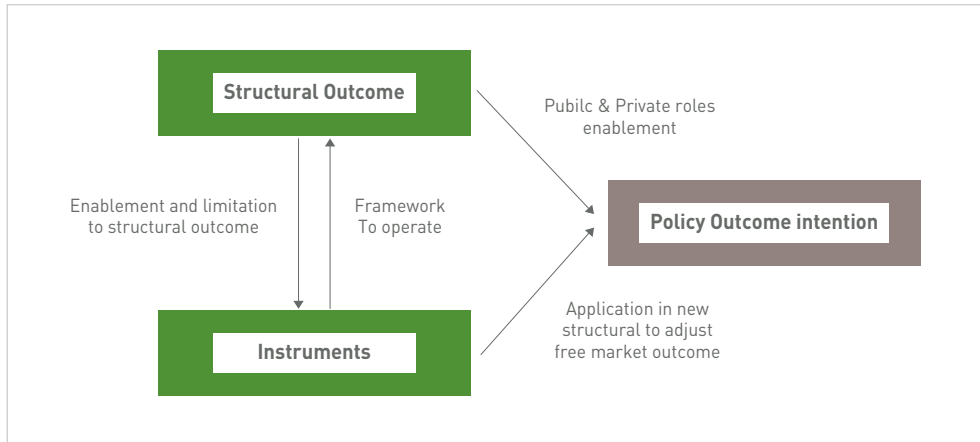 Structural Outcome
Pubilc & Private roles
enablement
Enablement and limitation
to structural outcome
Framework
To operate
Policy Outcome intention
Application in new
structural to adjust
free market outcome
Instruments